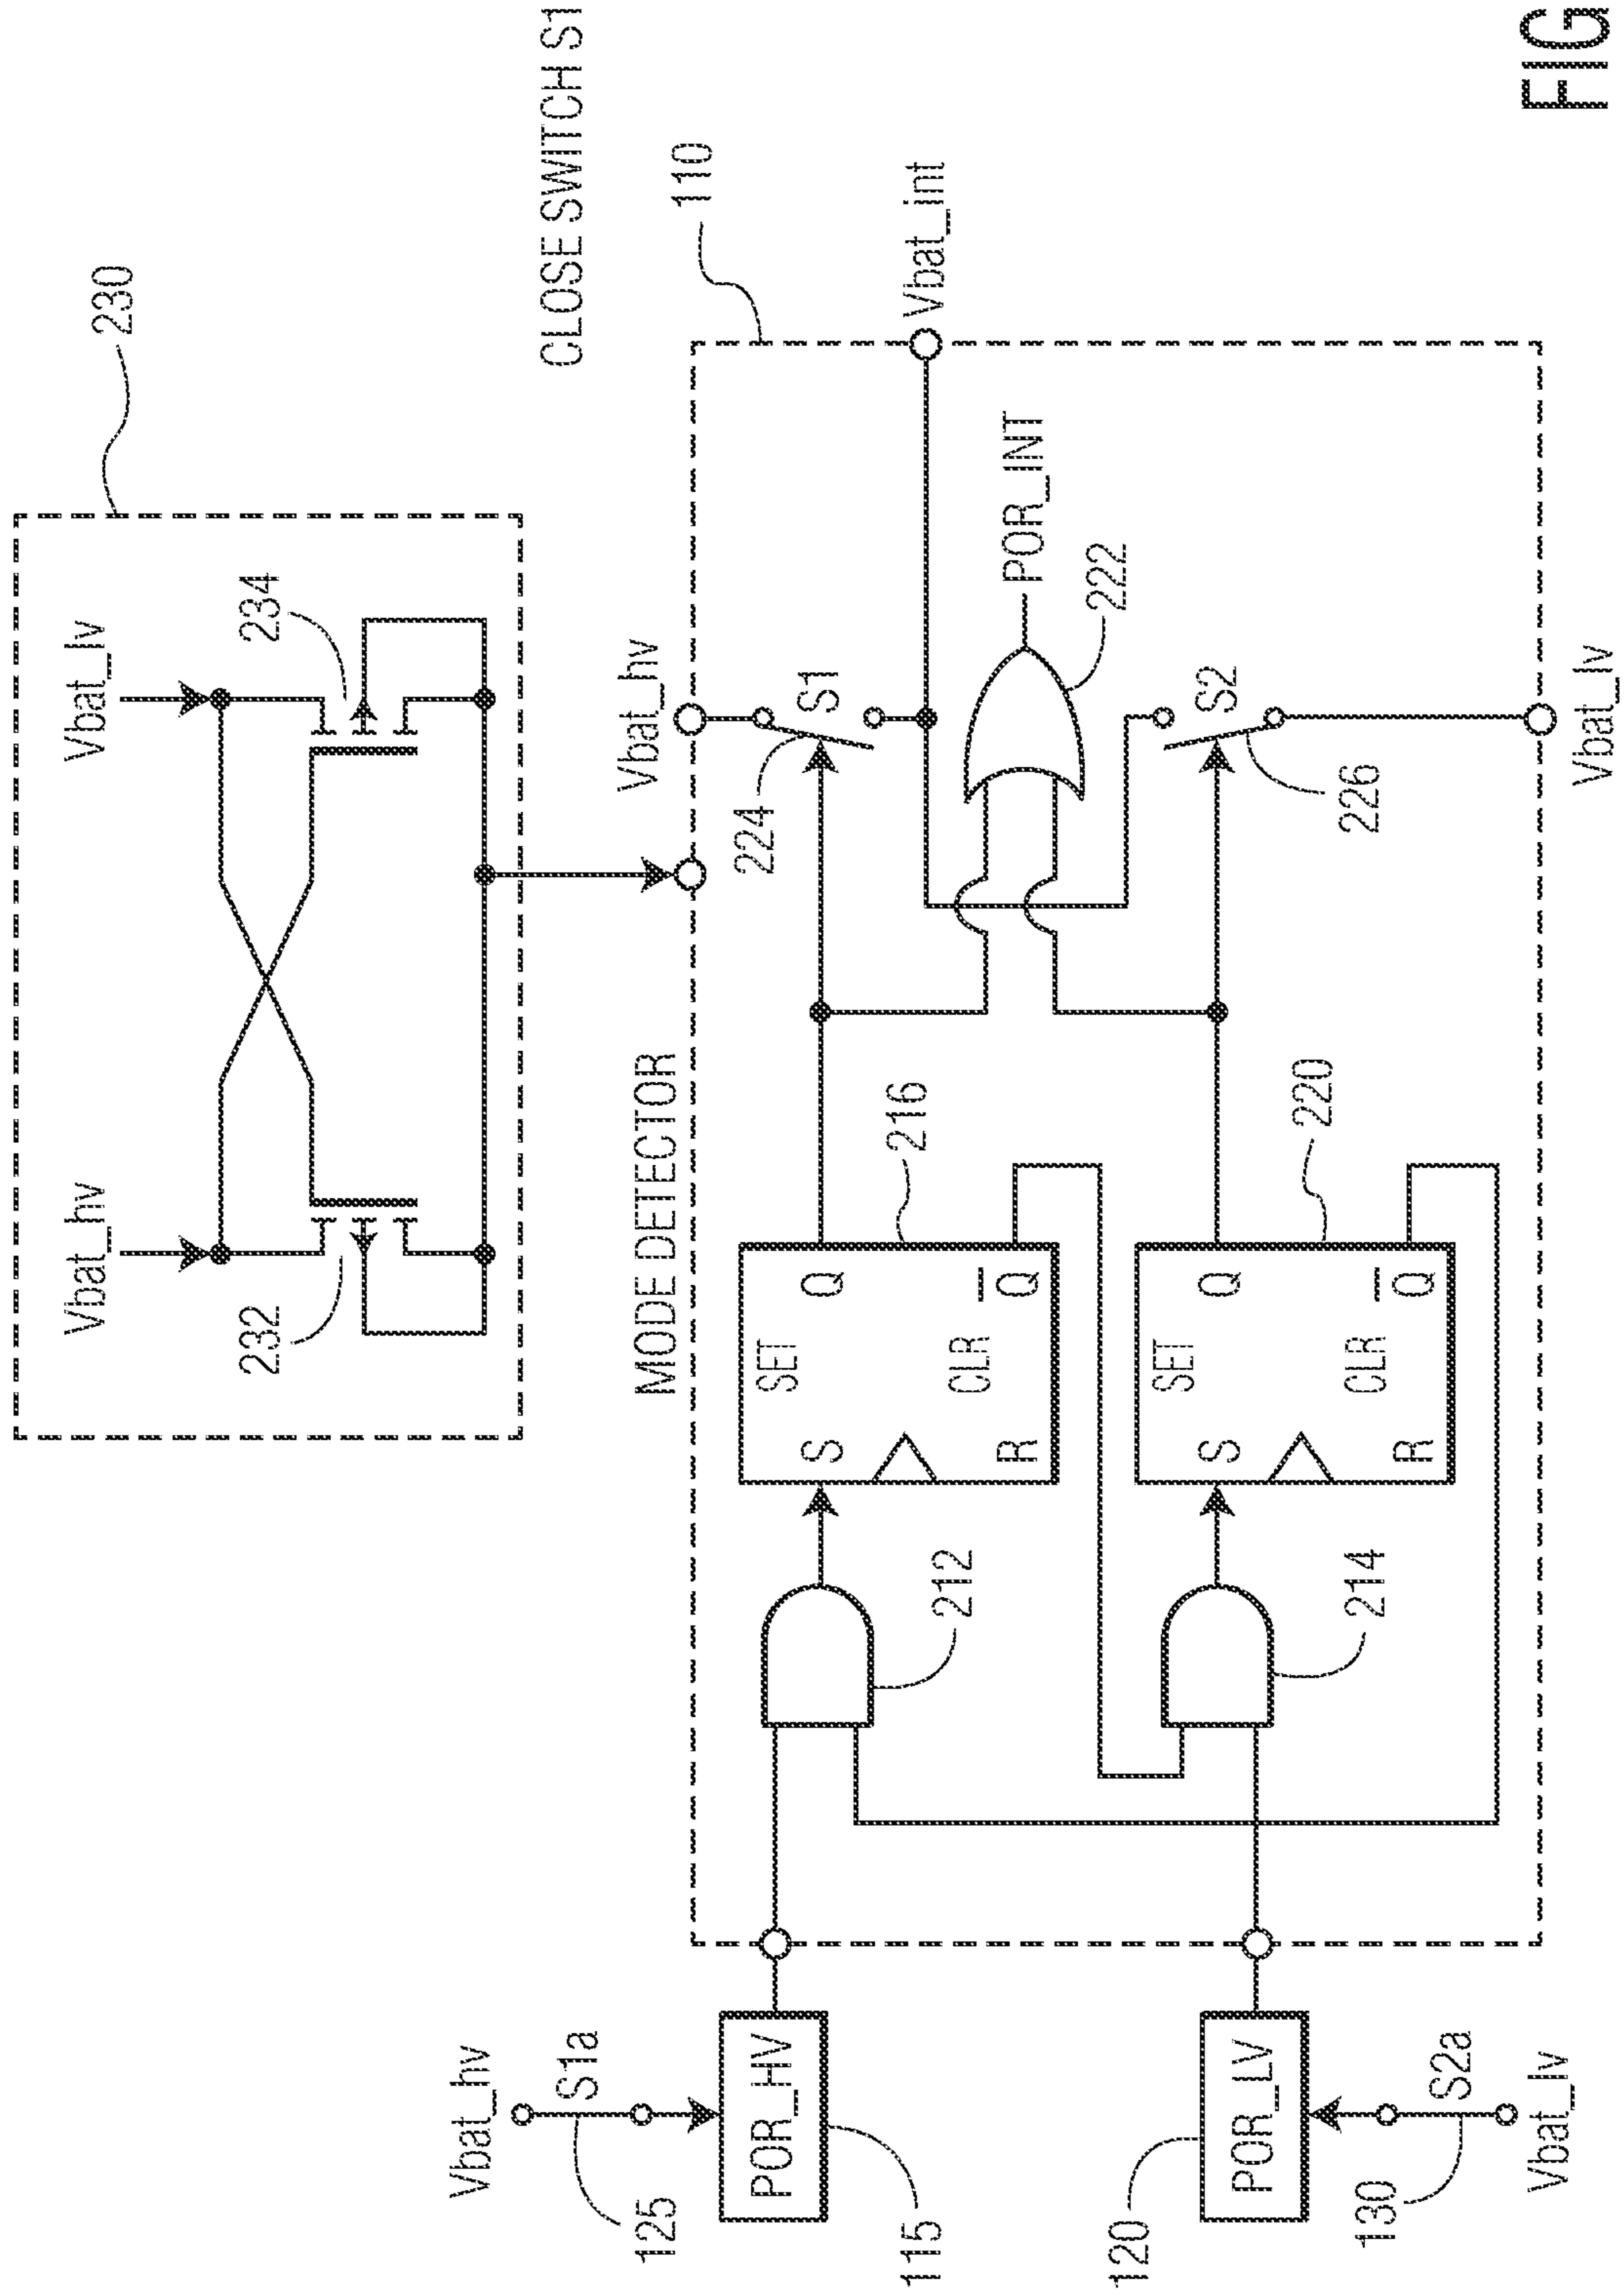 230
Vbat_hv
Vbat_lv
232
234
CLOSE SWITCH S1
MODE DETECTOR
Vbat_hv
110
Vbat_hv
S1a
125
POR_HV
115
212
S
SET
Q
R
CLR
Q
216
224
S1
Vbat_int
POR_INT
222
120
POR_LV
130
S2a
Vbat_lv
214
S
SET
Q
R
CLR
Q
220
S2
226
Vbat_lv
FIG